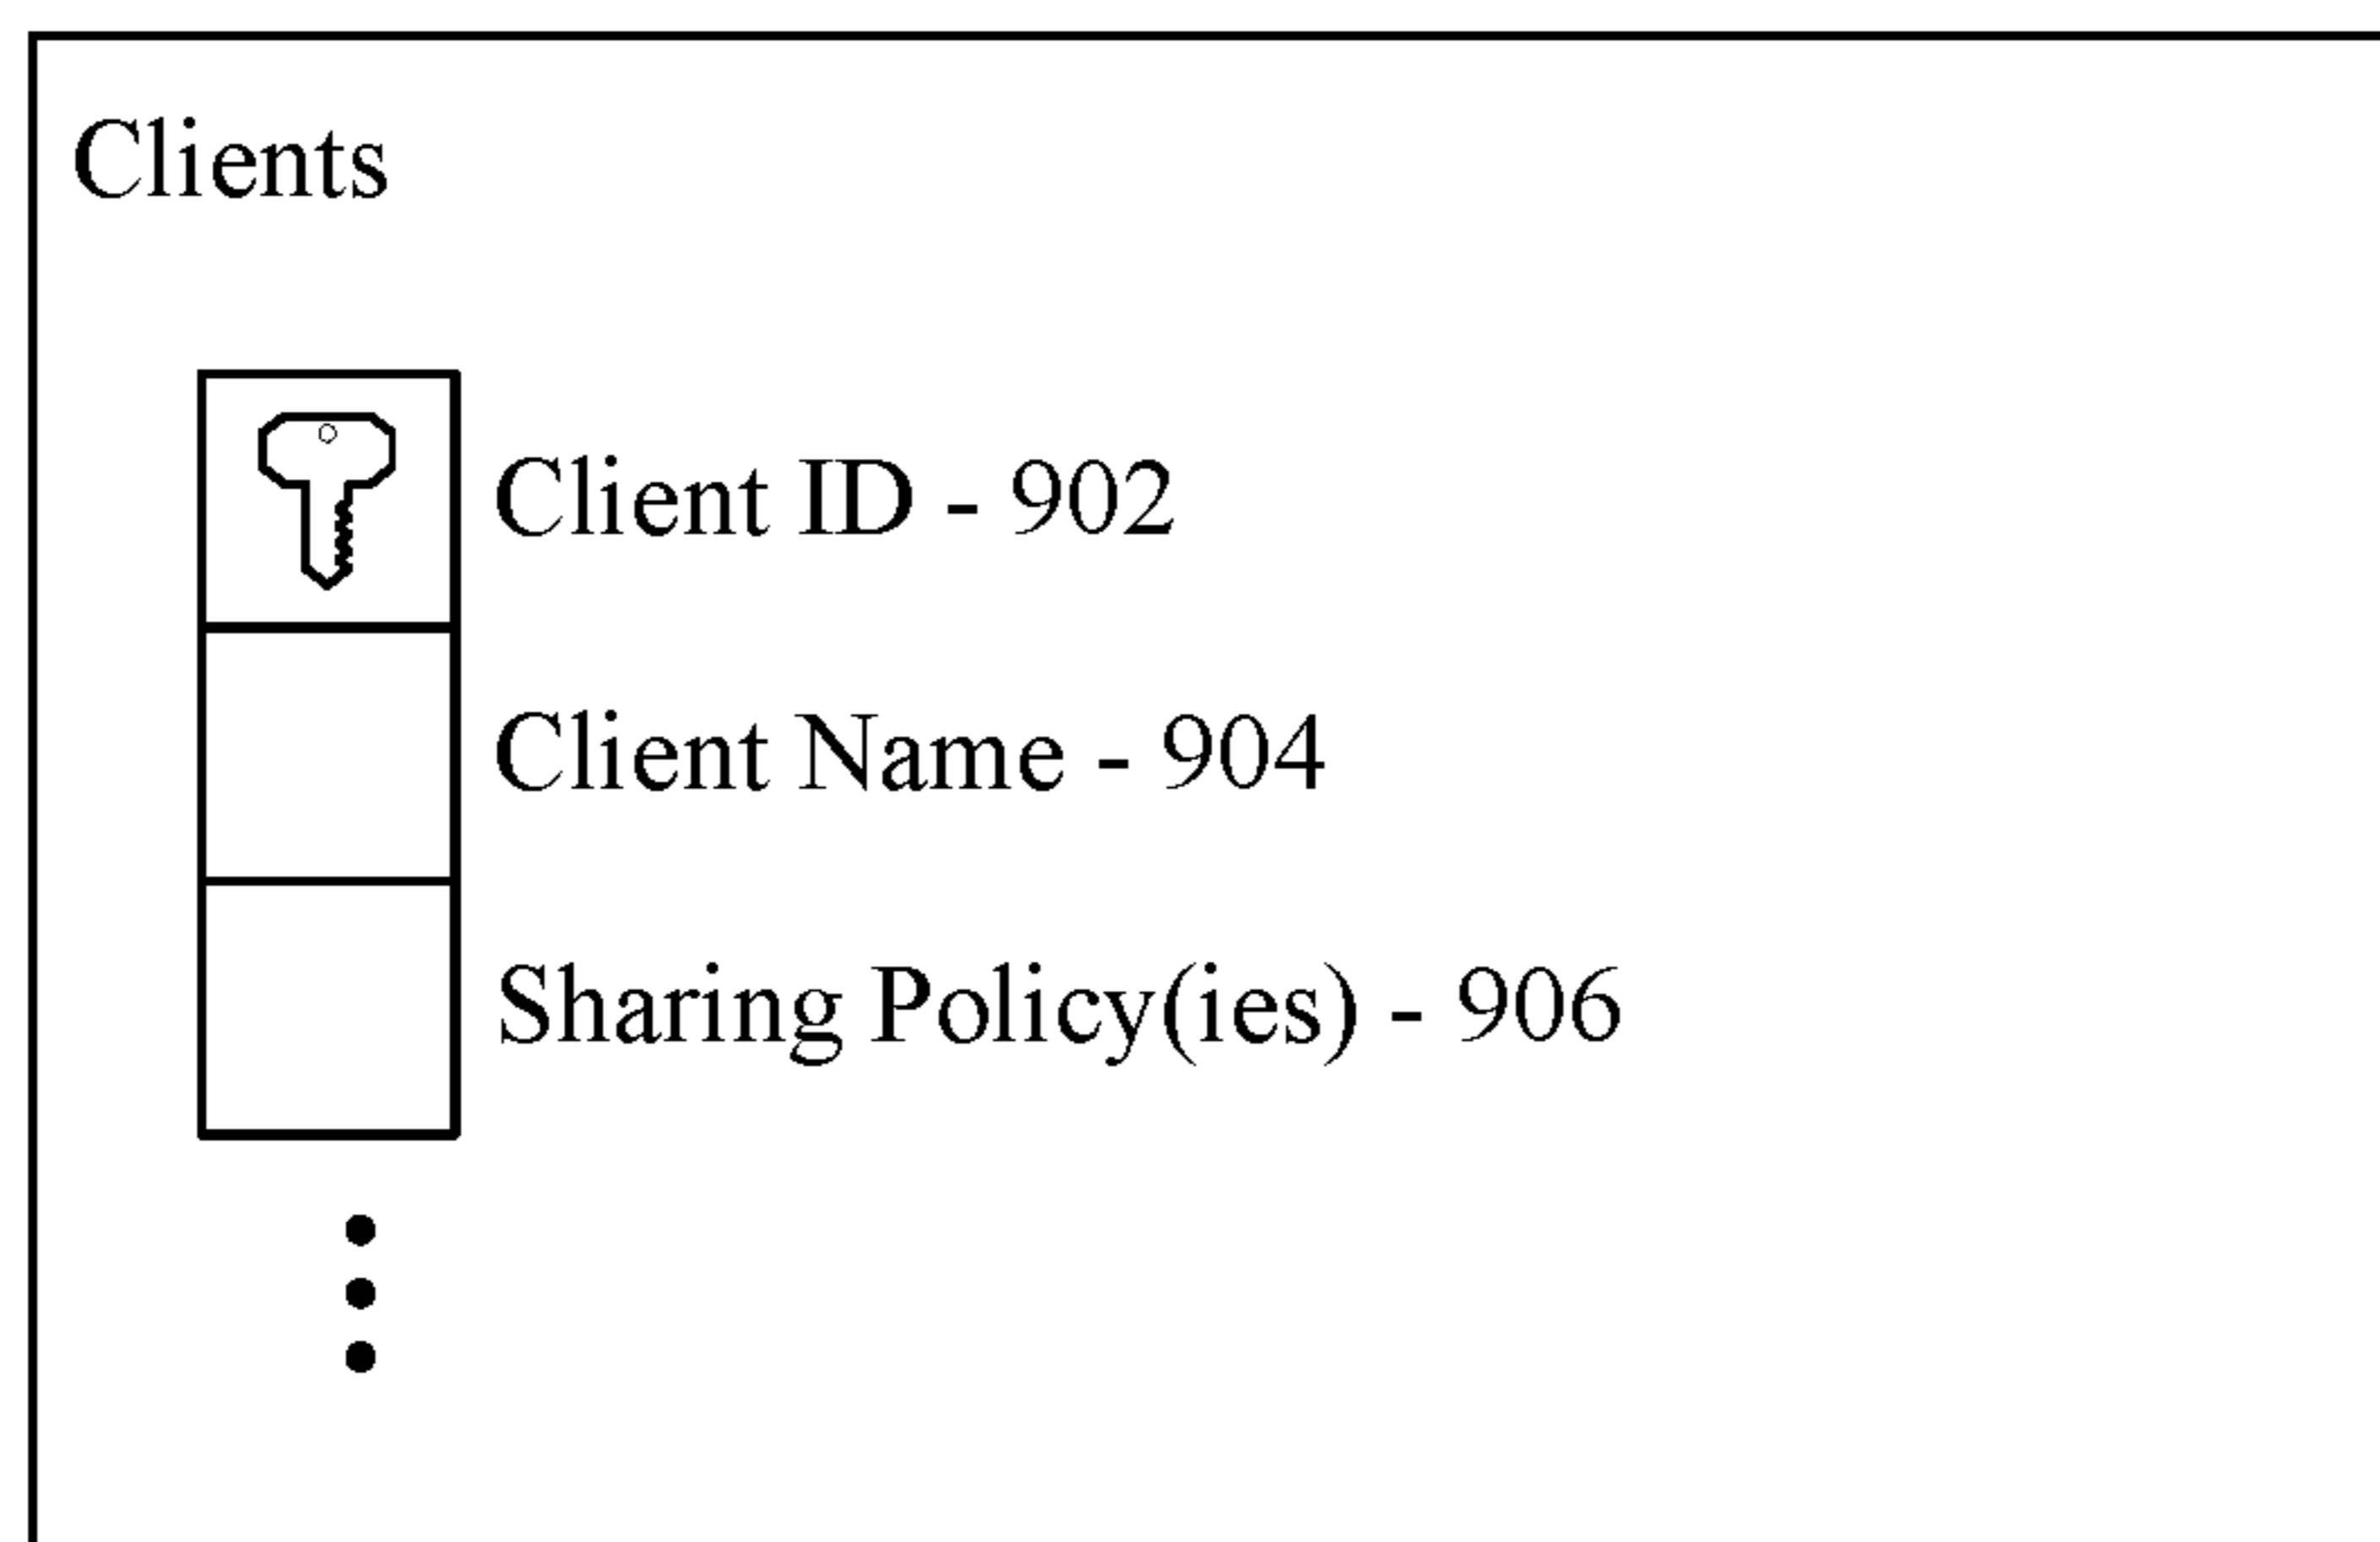 Clients
Client ID - 902
Client Name - 904
Sharing Policy(ies) - 906